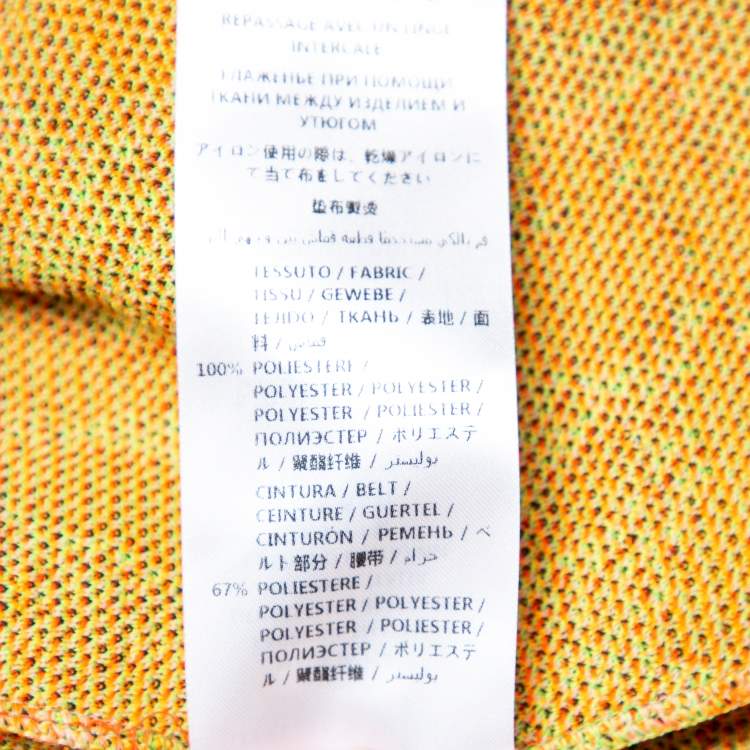 REPASSAGE AVEC UN LINGE
INTERCALE
ГЛАЖЕНЬЕ ПРИ ПОМОЩИ
ТКАНИ МЕЖДУ ИЗДЕЛИЕМ И
УТЮГОМ
アイロン使用の際は、乾燥アイロンに
て当て布をしてください
垫布熨烫
TESSUTO / FABRIC /
TISSU / GEWEBE /
TEJIDO / ТКАНЬ / 表地 / 面
料 / قماش /
100% POLIESTERE /
POLYESTER / POLYESTER /
POLYESTER / POLIESTER /
ПОЛИЭСТЕР / ポリエステ
ル / 聚酯纤维 / بوليستر /
CINTURA / BELT /
CEINTURE / GUERTEL /
CINTURÓN / РЕМЕНЬ / ベ
ルト部分 / 腰带 / حزام /
67% POLIESTERE /
POLYESTER / POLYESTER /
POLYESTER / POLIESTER /
ПОЛИЭСТЕР / ポリエステ
ル / 聚酯纤维 / بوليستر /